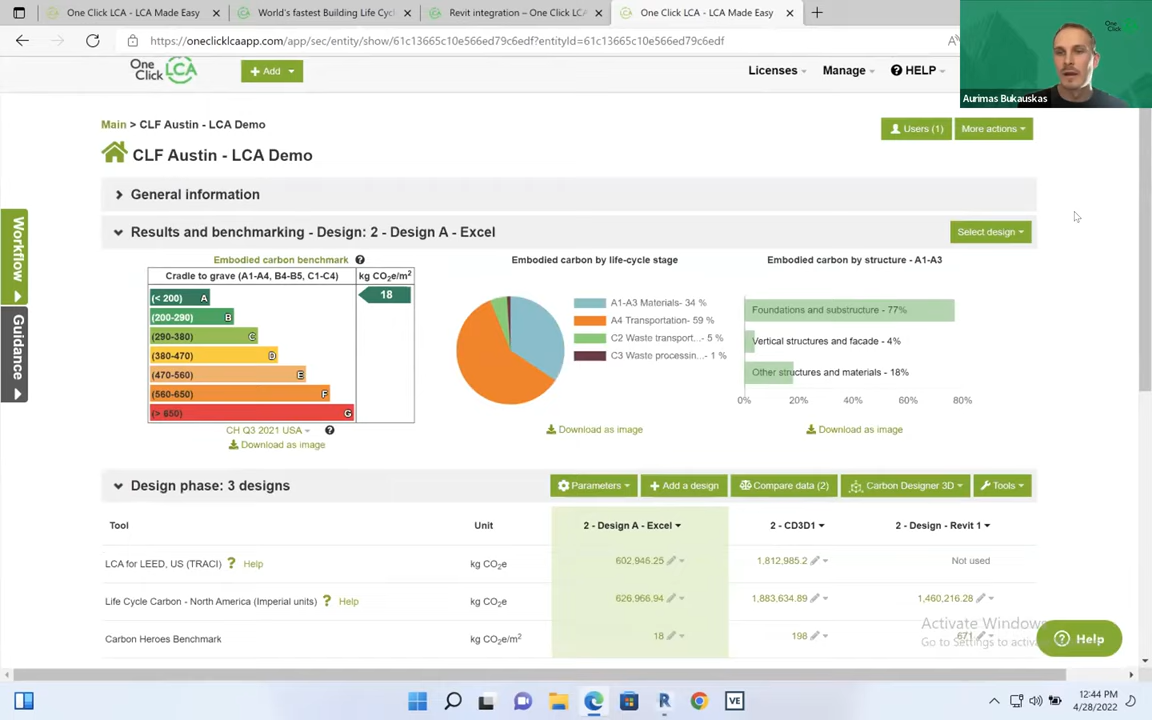 One Click LCA - LCA Made Easy
World's fastest Building Life Cycl
Revit integration – One Click LCA
One Click LCA - LCA Made Easy
https://oneclicklcaapp.com/app/sec/entity/show/61c13665c10e566ed79c6edf?entityId=61c13665c10e566ed79c6edf
One Click
Aurimas Bukauskas
One Click LCA
Add
Licenses
Manage
HELP
Main > CLF Austin - LCA Demo
Users (1)
More actions
CLF Austin - LCA Demo
General information
Workflow
Guidance
Results and benchmarking - Design: 2 - Design A - Excel
Select design
Embodied carbon benchmark
Cradle to grave (A1-A4, B4-B5, C1-C4)
kg CO₂e/m²
(< 200) A
18
(200-290) B
(290-380) C
(380-470) D
(470-560) E
(560-650) F
(> 650) G
CH Q3 2021 USA
Download as image
Embodied carbon by life-cycle stage
A1-A3 Materials- 34 %
A4 Transportation- 59 %
C2 Waste transport...- 5 %
C3 Waste processin...- 1 %
Download as image
Embodied carbon by structure - A1-A3
Foundations and substructure - 77%
Vertical structures and facade - 4%
Other structures and materials - 18%
0% 20% 40% 60% 80%
Download as image
Design phase: 3 designs
Parameters
Add a design
Compare data (2)
Carbon Designer 3D
Tools
Tool Unit 2 - Design A - Excel 2 - CD3D1 2 - Design - Revit 1
LCA for LEED, US (TRACI) ? Help kg CO₂e 602,946.25 1,812,985.2 Not used
Life Cycle Carbon - North America (Imperial units) ? Help kg CO₂e 626,966.94 1,883,634.89 1,460,216.28
Carbon Heroes Benchmark kg CO₂e/m² 18 198 671
Activate Windows
Go to Settings to activa
Help
VE
12:44 PM
4/28/2022